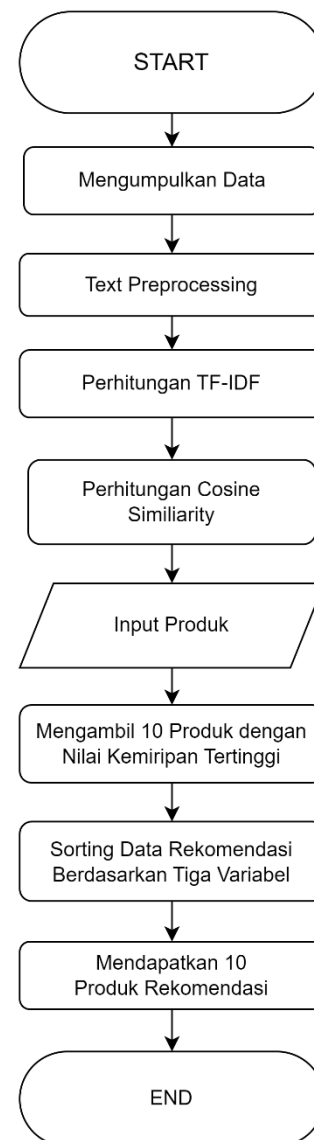 START
Mengumpulkan Data
Text Preprocessing
Perhitungan TF-IDF
Perhitungan Cosine
Similiarity
Input Produk
Mengambil 10 Produk dengan
Nilai Kemiripan Tertinggi
Sorting Data Rekomendasi
Berdasarkan Tiga Variabel
Mendapatkan 10
Produk Rekomendasi
END